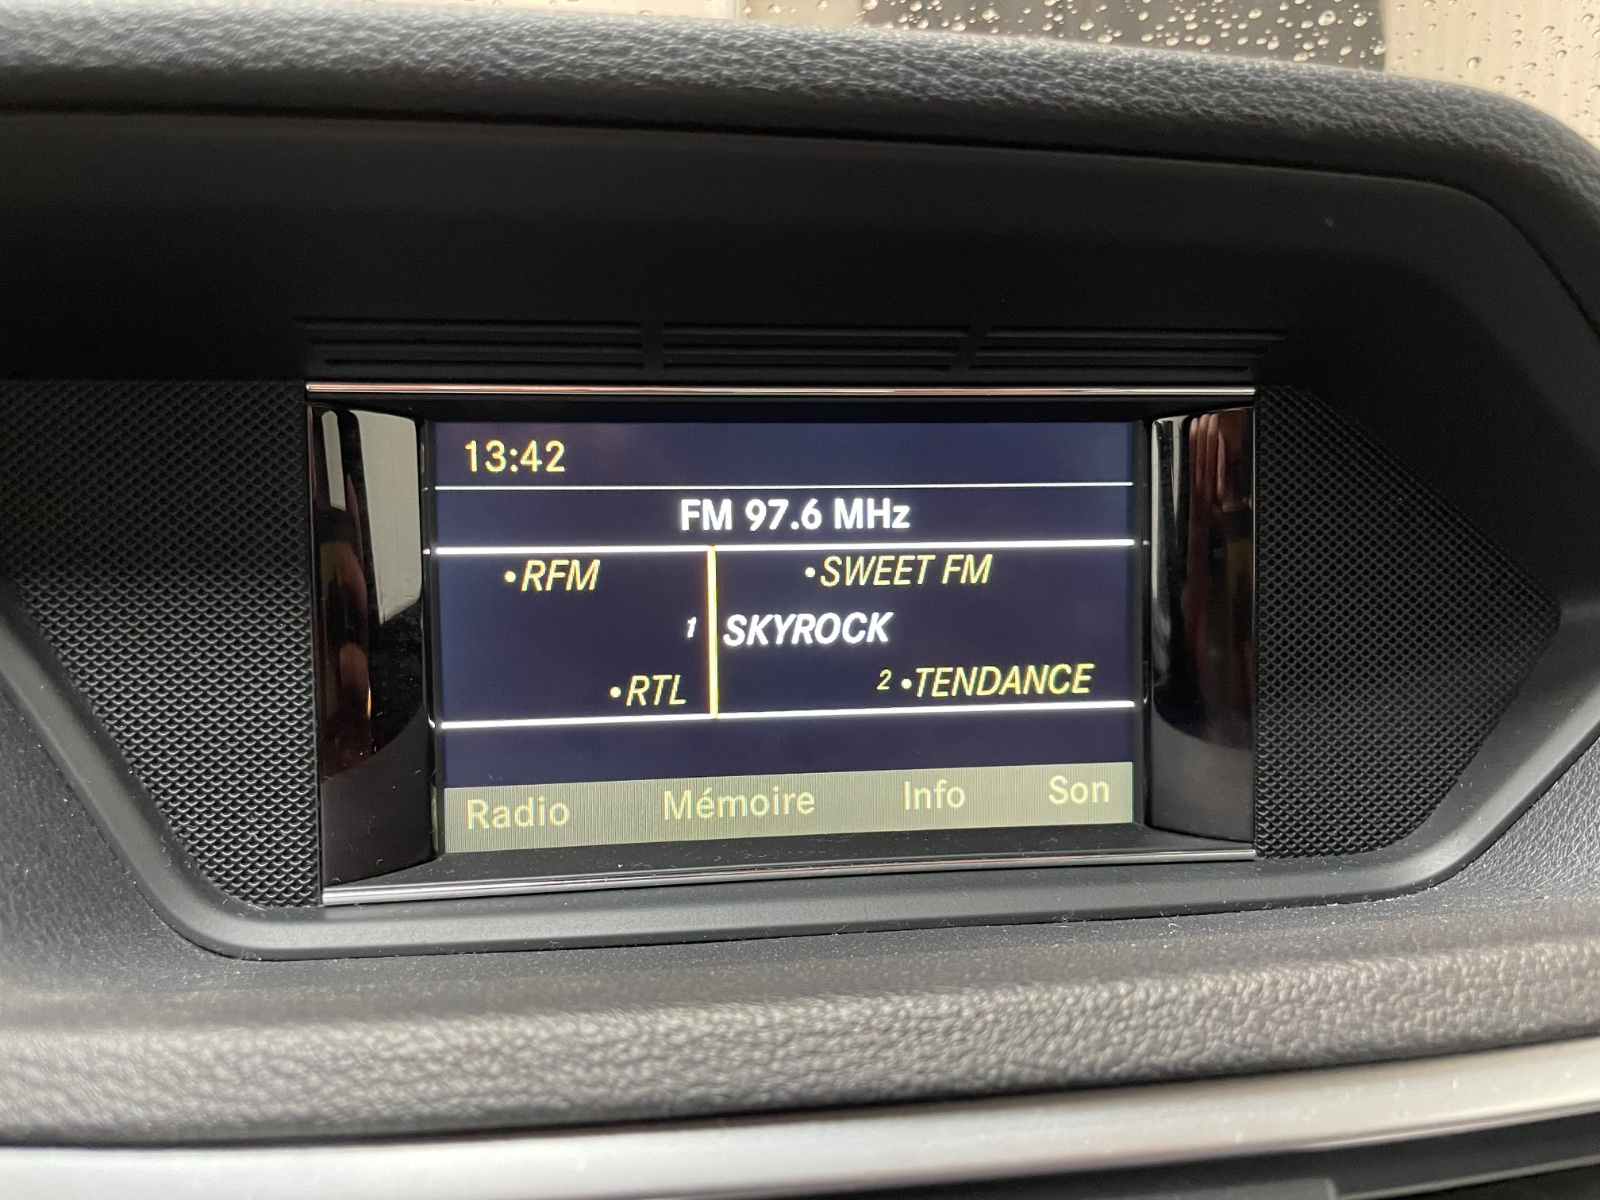 13:42
FM 97.6 MHz
•RFM •SWEET FM
1 SKYROCK
•RTL 2 •TENDANCE
Radio Mémoire Info Son